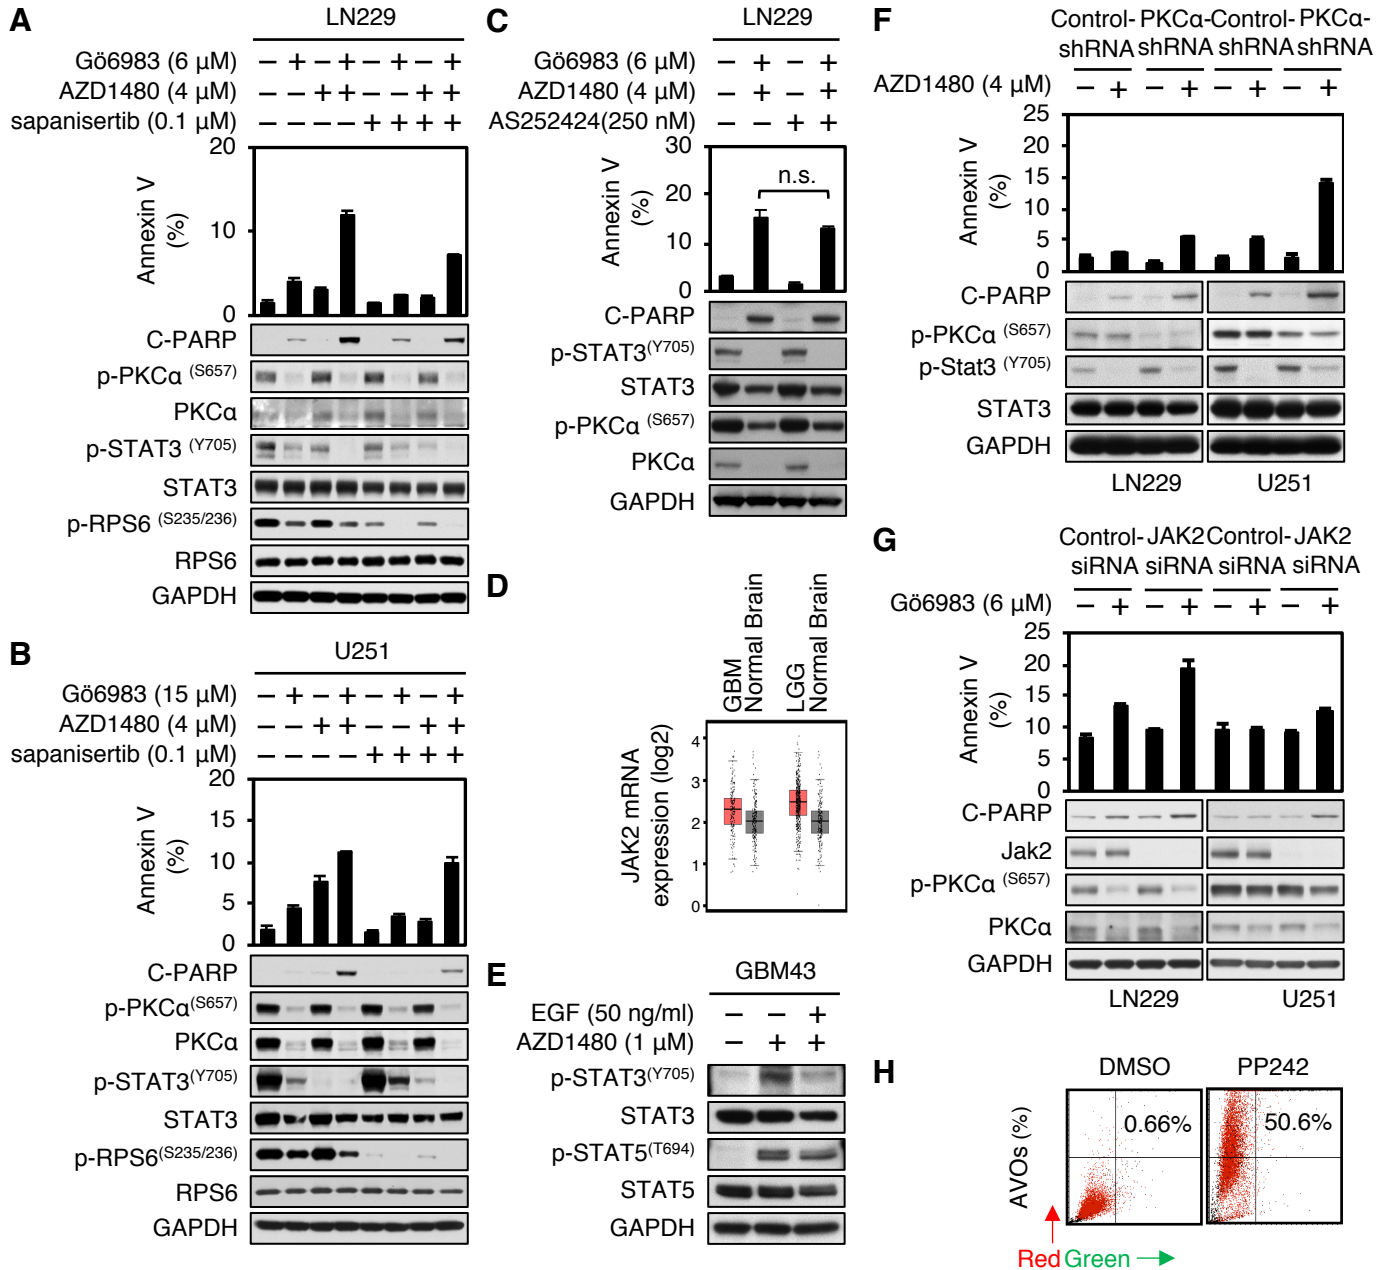 A
LN229
Gö6983 (6 μM) – + – + – + – +
AZD1480 (4 μM) – – + + – – + +
sapanisertib (0.1 μM) – – – – + + + +
Annexin V
(%)
20
10
0
C-PARP
p-PKCα (S657)
PKCα
p-STAT3 (Y705)
STAT3
p-RPS6 (S235/236)
RPS6
GAPDH
B
U251
Gö6983 (15 μM) – + – + – + – +
AZD1480 (4 μM) – – + + – – + +
sapanisertib (0.1 μM) – – – – + + + +
Annexin V
(%)
20
15
10
5
0
C-PARP
p-PKCα(S657)
PKCα
p-STAT3(Y705)
STAT3
p-RPS6(S235/236)
RPS6
GAPDH
C
LN229
Gö6983 (6 μM) – + – +
AZD1480 (4 μM) – + – +
AS252424(250 nM) – – + +
Annexin V
(%)
30
20
10
0
n.s.
C-PARP
p-STAT3(Y705)
STAT3
p-PKCα (S657)
PKCα
GAPDH
D
GBM
Normal Brain
LGG
Normal Brain
JAK2 mRNA
expression (log2)
4
3
2
1
0
E
GBM43
EGF (50 ng/ml) – – +
AZD1480 (1 μM) – + +
p-STAT3(Y705)
STAT3
p-STAT5(T694)
STAT5
GAPDH
F
Control- PKCα- Control- PKCα-
shRNA shRNA shRNA shRNA
AZD1480 (4 μM) – + – + – + – +
Annexin V
(%)
25
20
15
10
5
0
C-PARP
p-PKCα (S657)
p-Stat3 (Y705)
STAT3
GAPDH
LN229 U251
G
Control- JAK2 Control- JAK2
siRNA siRNA siRNA siRNA
Gö6983 (6 μM) – + – + – + – +
Annexin V
(%)
25
20
15
10
5
0
C-PARP
Jak2
p-PKCα (S657)
PKCα
GAPDH
LN229 U251
H
DMSO PP242
AVOs (%)
0.66% 50.6%
Red Green